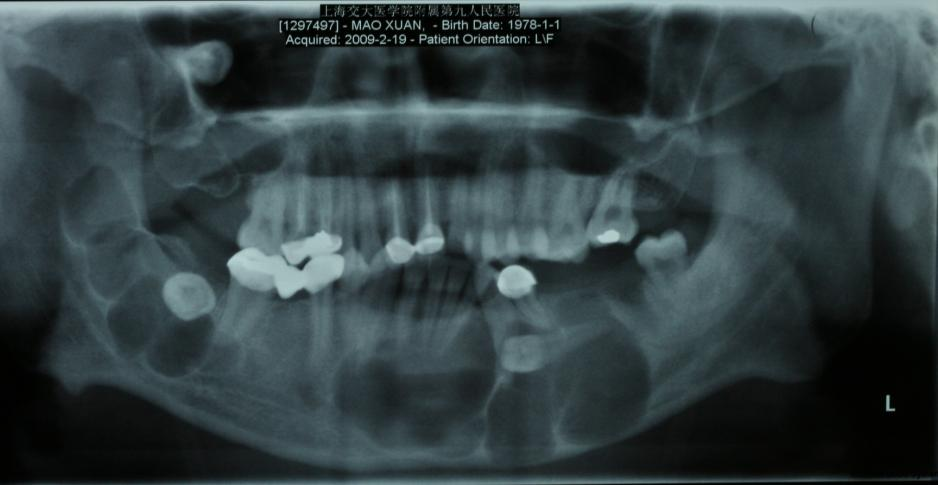 上海交大医学院附属第九人民医院
[1297497] - MAO XUAN, - Birth Date: 1978-1-1
Acquired: 2009-2-19 - Patient Orientation: L\F
L